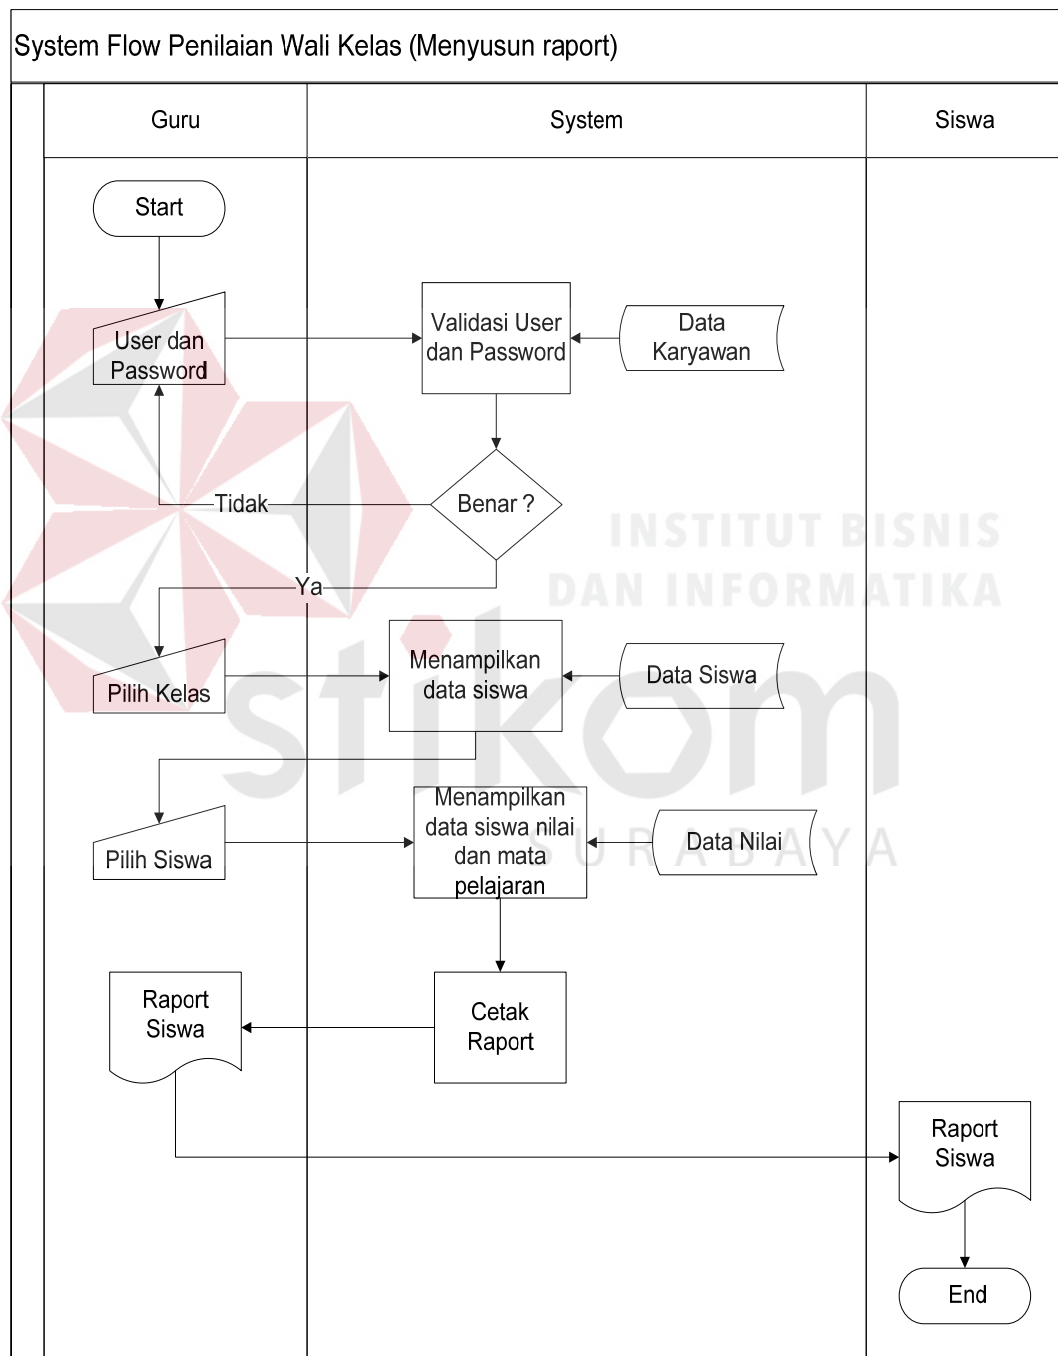 System Flow Penilaian Wali Kelas (Menyusun raport)
Guru
System
Siswa
Start
User dan
Password
Validasi User
dan Password
Data
Karyawan
Benar ?
Tidak
Ya
INSTITUT BISNIS
DAN INFORMATIKA
Pilih Kelas
Menampilkan
data siswa
Data Siswa
stikom
SURABAYA
Pilih Siswa
Menampilkan
data siswa nilai
dan mata
pelajaran
Data Nilai
Raport
Siswa
Cetak
Raport
Raport
Siswa
End